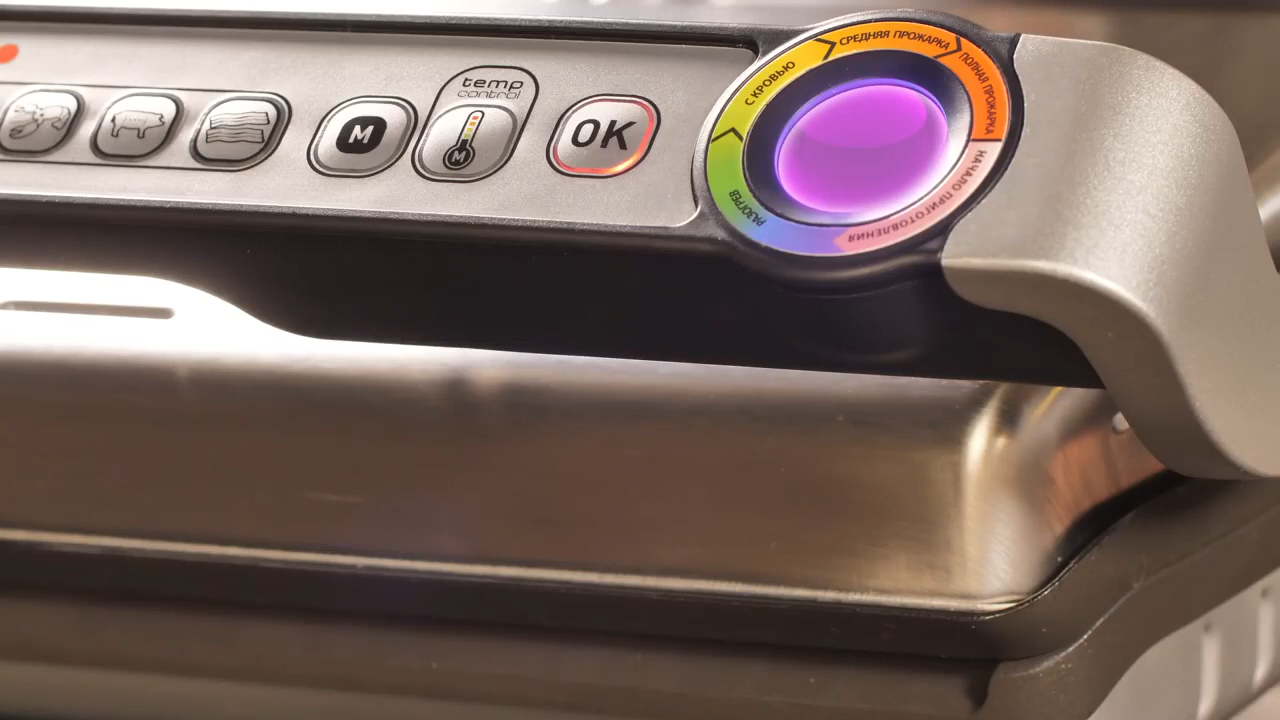 temp
control
M
M
OK
РАЗОГРЕВ
С КРОВЬЮ
СРЕДНЯЯ ПРОЖАРКА
ПОЛНАЯ ПРОЖАРКА
НАЧАЛО ПРИГОТОВЛЕНИЯ